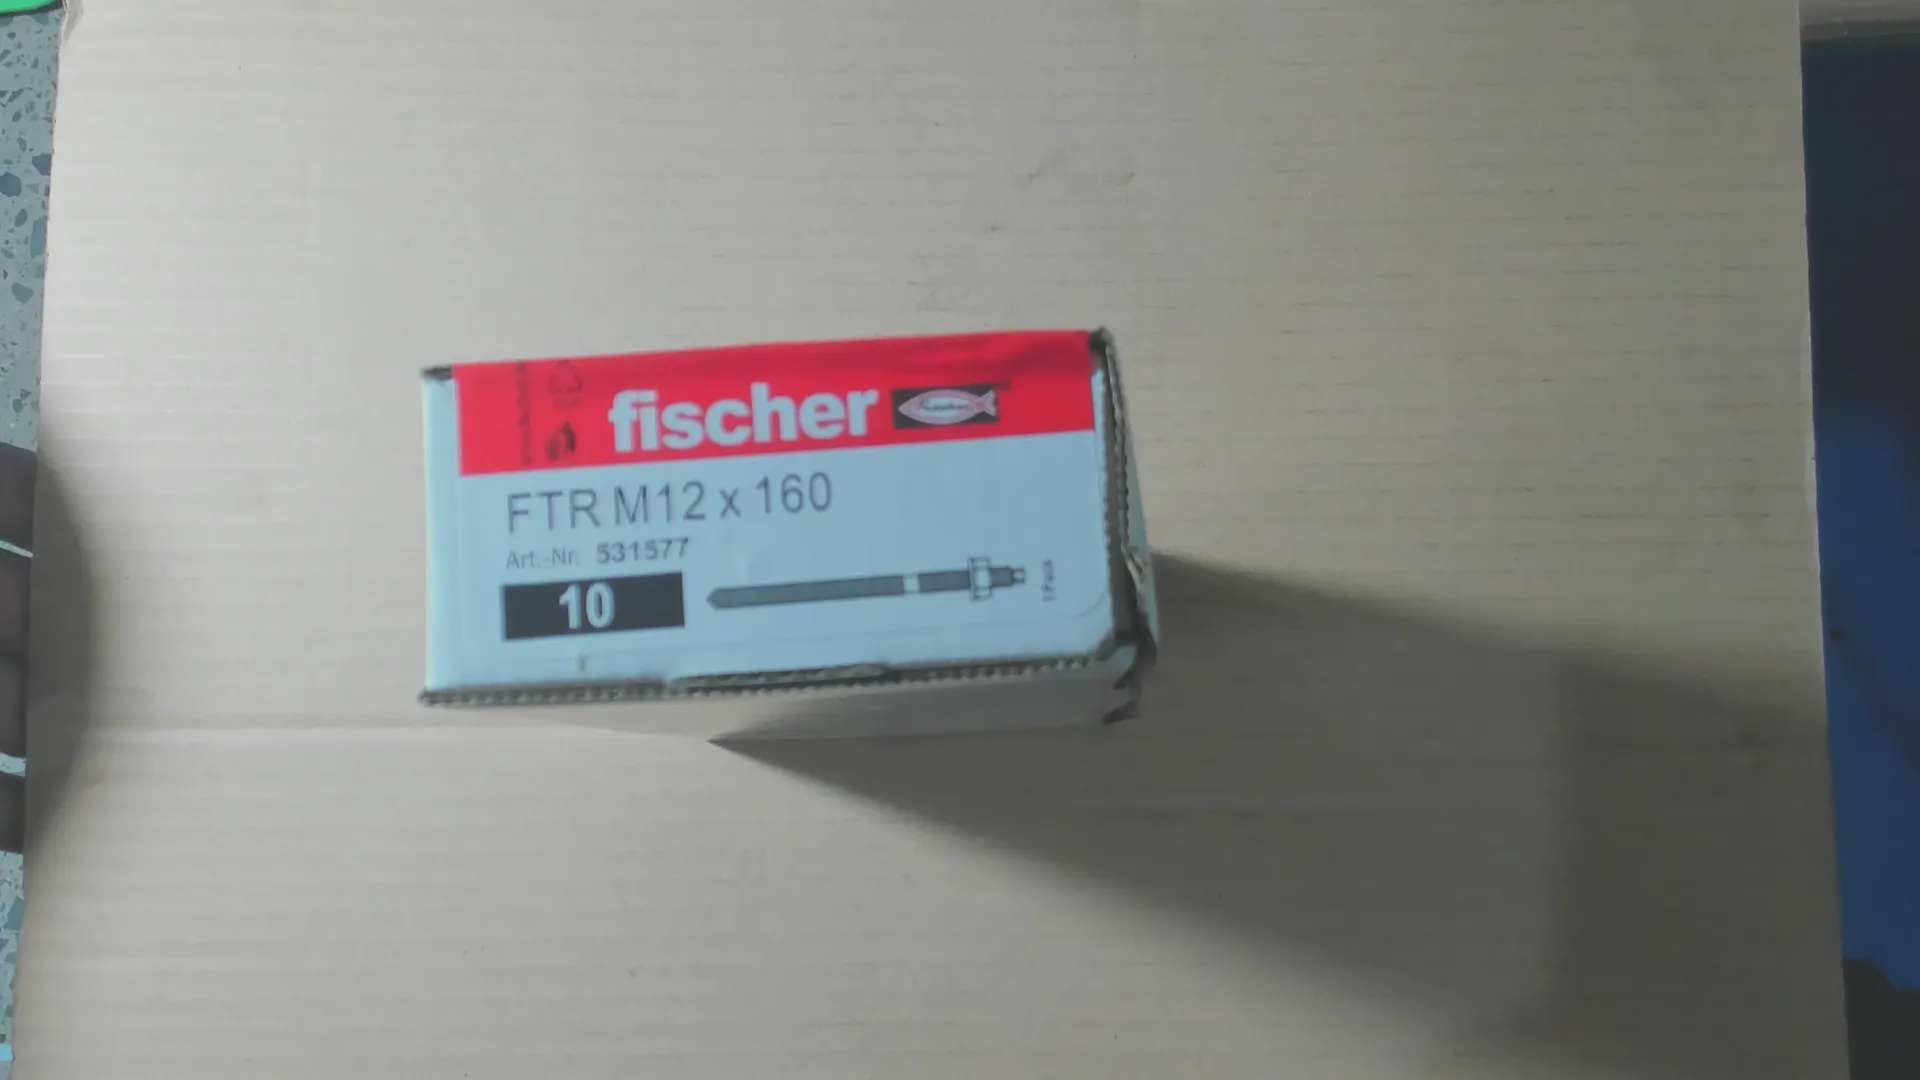 fischer
FTR M12 x 160
Art.-Nr. 531577
10